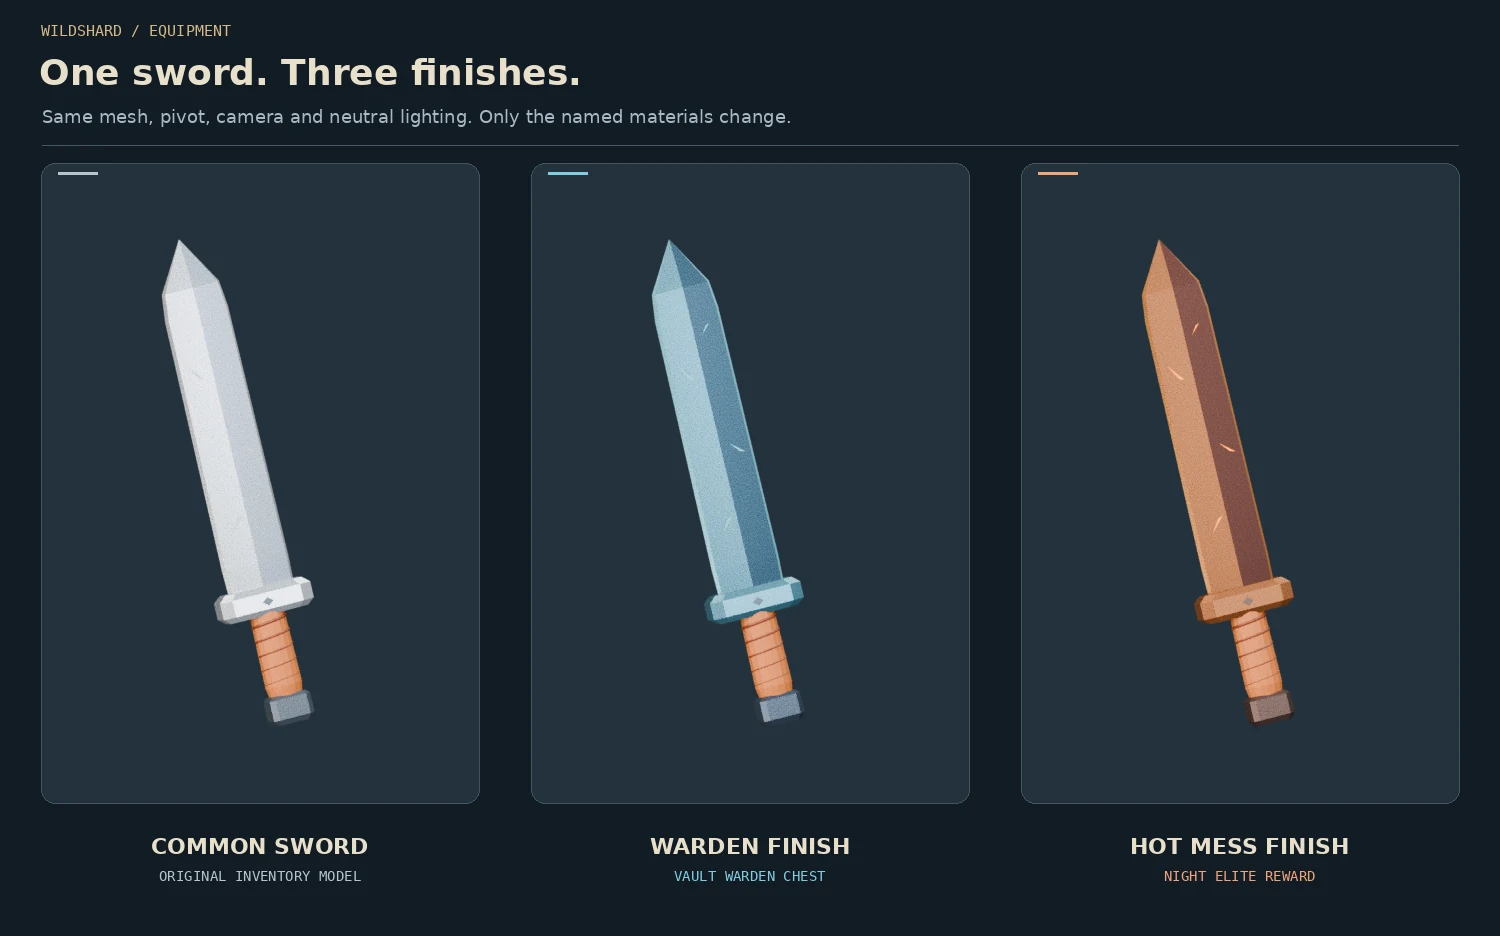 WILDSHARD / EQUIPMENT
One sword. Three finishes.
Same mesh, pivot, camera and neutral lighting. Only the named materials change.
COMMON SWORD
ORIGINAL INVENTORY MODEL
WARDEN FINISH
VAULT WARDEN CHEST
HOT MESS FINISH
NIGHT ELITE REWARD